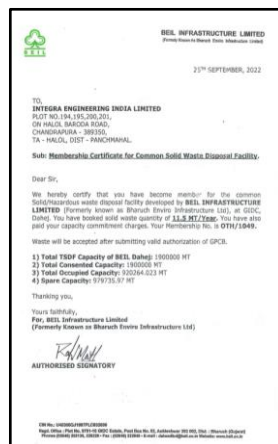 BEIL INFRASTRUCTURE LIMITED
(Formerly Known as Bharuch Enviro Infrastructure Limited)
BEIL
21ST SEPTEMBER, 2022
TO,
INTEGRA ENGINEERING INDIA LIMITED
PLOT NO.194,195,200,201,
ON HALOL BARODA ROAD,
CHANDRAPURA - 389350,
TA - HALOL, DIST - PANCHMAHAL.
Sub: Membership Certificate for Common Solid Waste Disposal Facility.
Dear Sir,
We hereby certify that you have become member for the common
Solid/Hazardous waste disposal facility developed by BEIL INFRASTRUCTURE
LIMITED (Formerly known as Bharuch Enviro Infrastructure Ltd), at GIDC,
Dahej. You have booked solid waste quantity of 11.5 MT/Year. You have also
paid your capacity commitment charges. Your Membership No. is OTH/1049.
Waste will be accepted after submitting valid authorization of GPCB.
1) Total TSDF Capacity of BEIL Dahej: 1900008 MT
2) Total Consented Capacity: 1900008 MT
3) Total Occupied Capacity: 920264.023 MT
4) Spare Capacity: 979735.97 MT
Thanking you,
Yours faithfully,
For, BEIL Infrastructure Limited
(Formerly Known as Bharuch Enviro Infrastructure Ltd)
AUTHORISED SIGNATORY